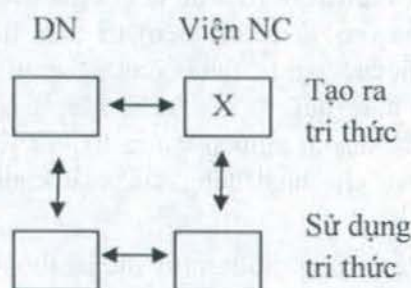 DN Viện NC
X
Tạo ra
tri thức
Sử dụng
tri thức